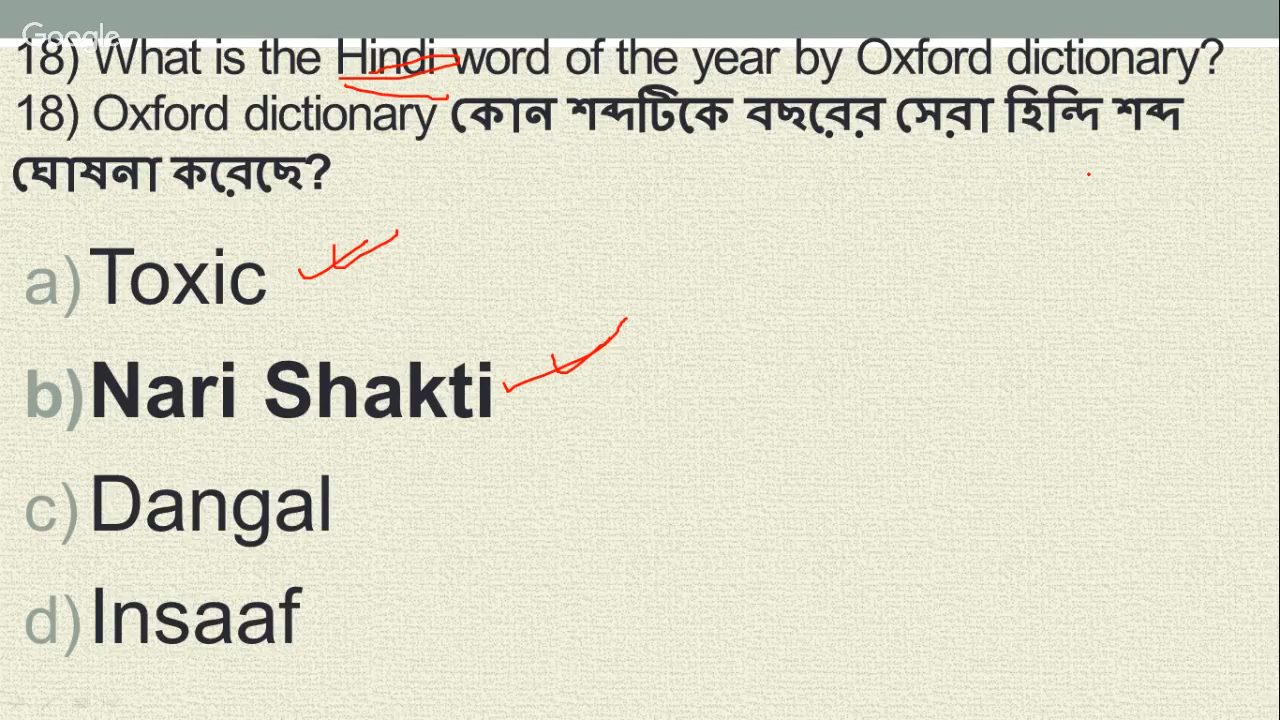 Google
18) What is the Hindi word of the year by Oxford dictionary?
18) Oxford dictionary কোন শব্দটিকে বছরের সেরা হিন্দি শব্দ
ঘোষনা করেছে?
a) Toxic
b) Nari Shakti
c) Dangal
d) Insaaf